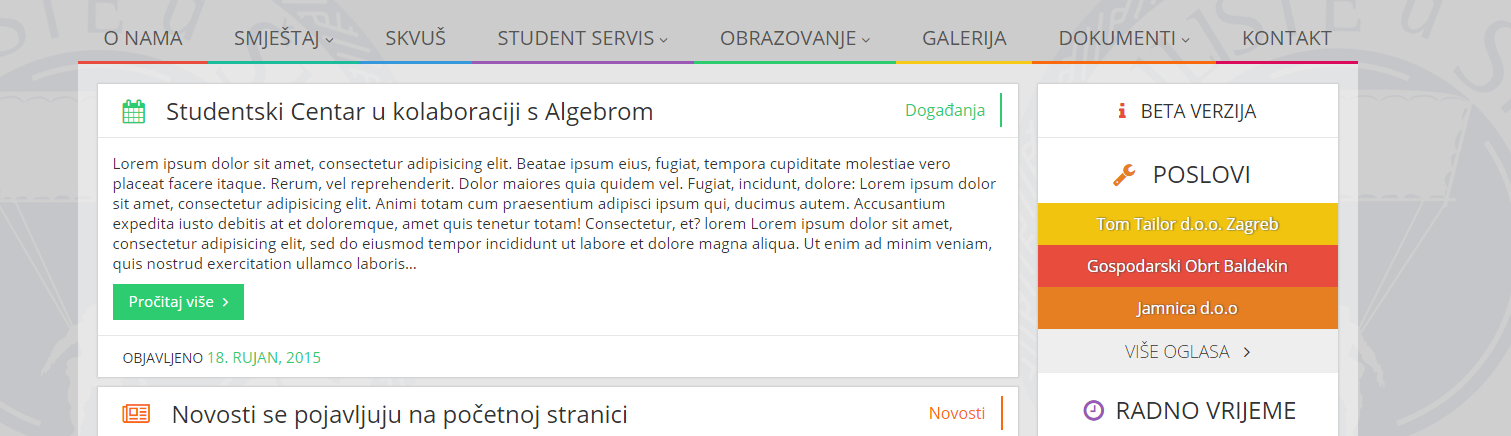 O NAMA SMJEŠTAJ SKVUŠ STUDENT SERVIS OBRAZOVANJE GALERIJA DOKUMENTI KONTAKT
Studentski Centar u kolaboraciji s Algebrom
Događanja
Lorem ipsum dolor sit amet, consectetur adipisicing elit. Beatae ipsum eius, fugiat, tempora cupiditate molestiae vero
placeat facere itaque. Rerum, vel reprehenderit. Dolor maiores quia quidem vel. Fugiat, incidunt, dolore: Lorem ipsum dolor
sit amet, consectetur adipisicing elit. Animi totam cum praesentium adipisci ipsum qui, ducimus autem. Accusantium
expedita iusto debitis at et doloremque, amet quis tenetur totam! Consectetur, et? lorem Lorem ipsum dolor sit amet,
consectetur adipisicing elit, sed do eiusmod tempor incididunt ut labore et dolore magna aliqua. Ut enim ad minim veniam,
quis nostrud exercitation ullamco laboris...
Pročitaj više
OBJAVLJENO 18. RUJAN, 2015
Novosti se pojavljuju na početnoj stranici
Novosti
BETA VERZIJA
POSLOVI
Tom Tailor d.o.o. Zagreb
Gospodarski Obrt Baldekin
Jamnica d.o.o
VIŠE OGLASA
RADNO VRIJEME